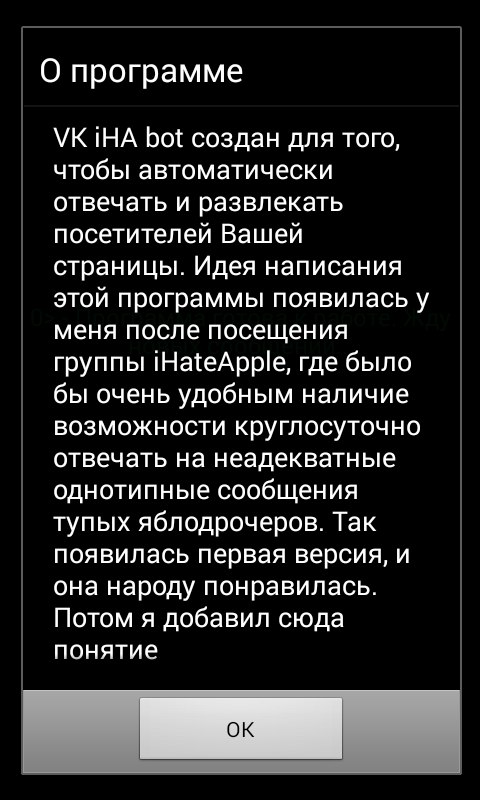 О программе
VK iHA bot создан для того,
чтобы автоматически
отвечать и развлекать
посетителей Вашей
страницы. Идея написания
этой программы появилась у
меня после посещения
группы iHateApple, где было
бы очень удобным наличие
возможности круглосуточно
отвечать на неадекватные
однотипные сообщения
тупых яблодрочеров. Так
появилась первая версия, и
она народу понравилась.
Потом я добавил сюда
понятие
ОК